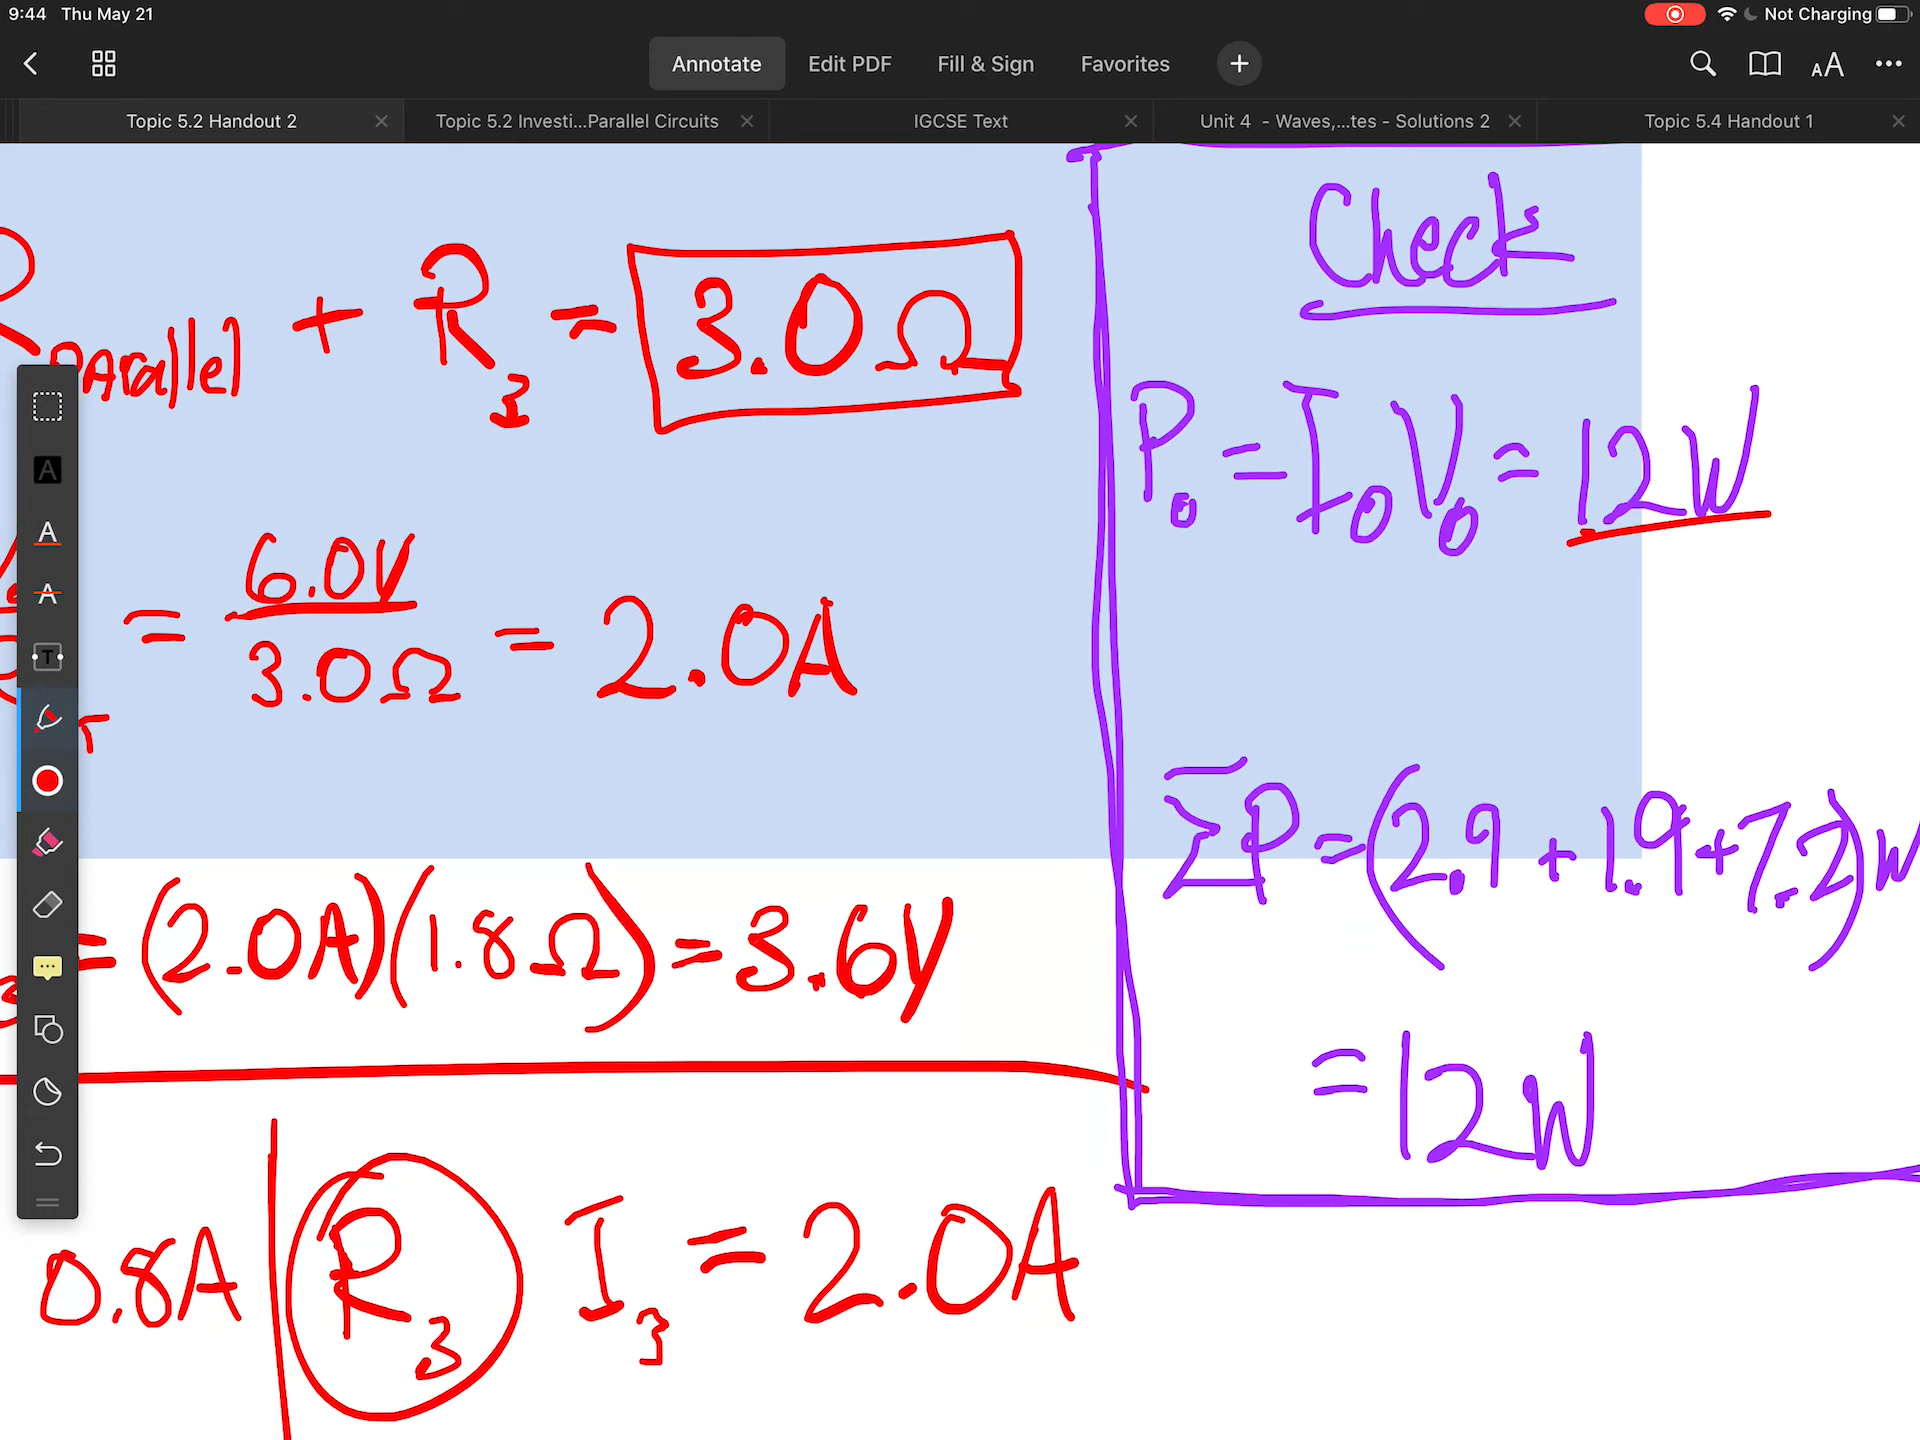 9:44 Thu May 21
Not Charging
Annotate Edit PDF Fill & Sign Favorites
Topic 5.2 Handout 2
Topic 5.2 Investi...Parallel Circuits
IGCSE Text
Unit 4 - Waves,...tes - Solutions 2
Topic 5.4 Handout 1
R Parallel + R₃ = 3.0Ω
= 6.0V / 3.0Ω = 2.0A
= (2.0A)(1.8Ω) = 3.6V
0.8A | R₃ I₃ = 2.0A
Check
P₀ = I₀V₀ = 12W
ΣP = (2.9 + 1.9 + 7.2)W
= 12W